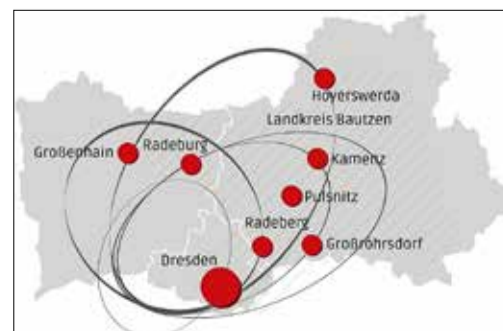 Hoyerswerda
Landkreis Bautzen
Radeburg
Großenhain
Kamenz
Pulsnitz
Radeberg
Großröhrsdorf
Dresden